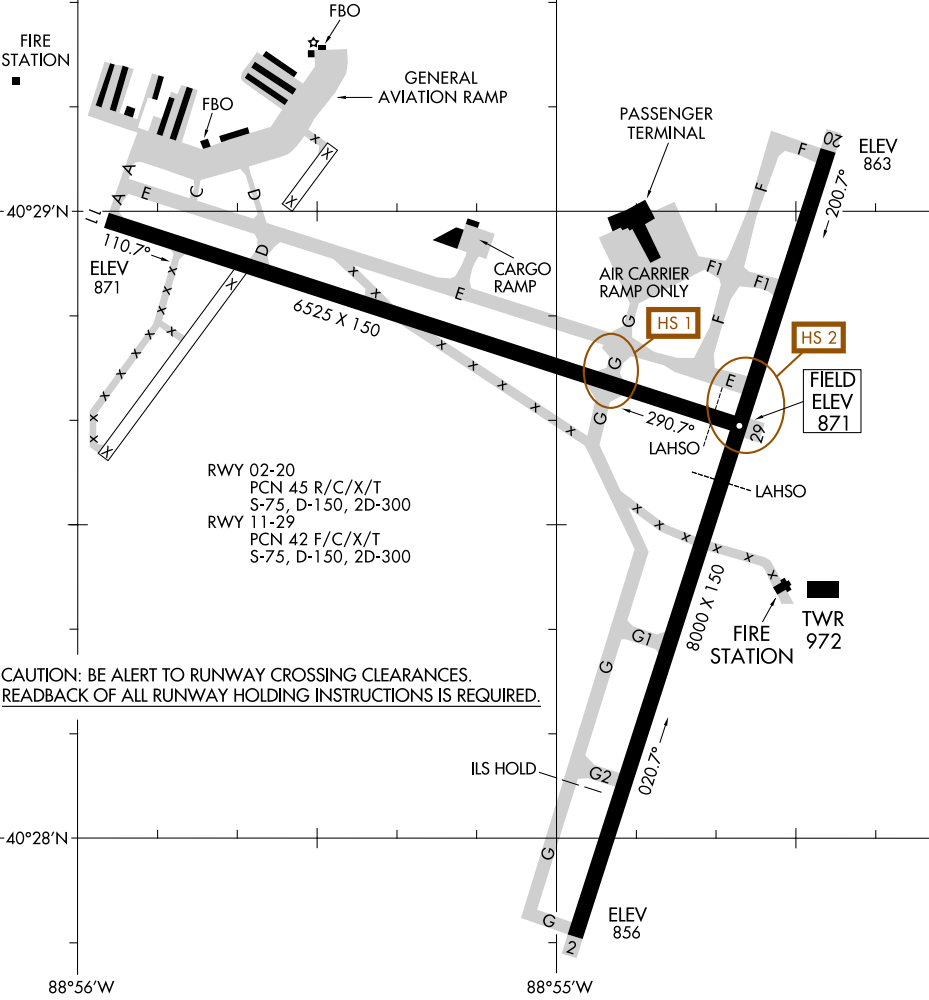 FBO
FIRE
STATION
GENERAL
AVIATION RAMP
FBO
PASSENGER
TERMINAL
20
F
ELEV
863
A
A
E
C
D
X
X
F
200.7°
40°29'N
11
110.7°
ELEV
871
D
X
CARGO
RAMP
E
AIR CARRIER
RAMP ONLY
F1
F1
6525 X 150
G
F
HS 1
HS 2
G
E
FIELD
ELEV
871
G
290.7°
29
LAHSO
X
LAHSO
RWY 02-20
PCN 45 R/C/X/T
S-75, D-150, 2D-300
RWY 11-29
PCN 42 F/C/X/T
S-75, D-150, 2D-300
8000 X 150
FIRE
STATION
TWR
972
G1
G
CAUTION: BE ALERT TO RUNWAY CROSSING CLEARANCES.
READBACK OF ALL RUNWAY HOLDING INSTRUCTIONS IS REQUIRED.
ILS HOLD
G2
020.7°
40°28'N
G
G
ELEV
856
2
88°56'W
88°55'W